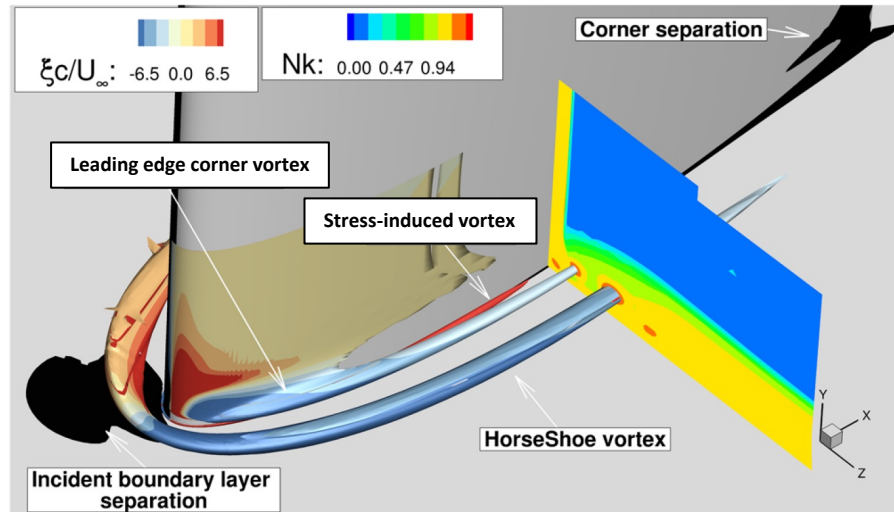 ξc/U∞: -6.5 0.0 6.5
Nk: 0.00 0.47 0.94
Corner separation
Leading edge corner vortex
Stress-induced vortex
HorseShoe vortex
Incident boundary layer
separation
Y
X
Z